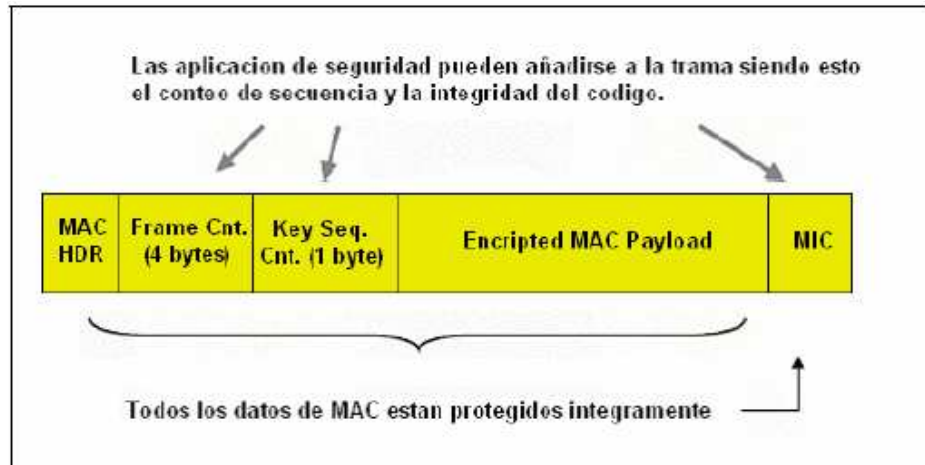 Las aplicacion de seguridad pueden añadirse a la trama siendo esto
el conteo de secuencia y la integridad del codigo.
MAC
HDR
Frame Cnt.
(4 bytes)
Key Seq.
Cnt. (1 byte)
Encripted MAC Payload
MIC
Todos los datos de MAC estan protegidos integramente